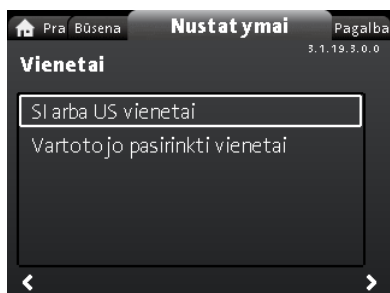 Pra Būsena Nustatymai Pagalba
3.1.19.3.0.0
Vienetai
SI arba US vienetai
Vartotojo pasirinkti vienetai